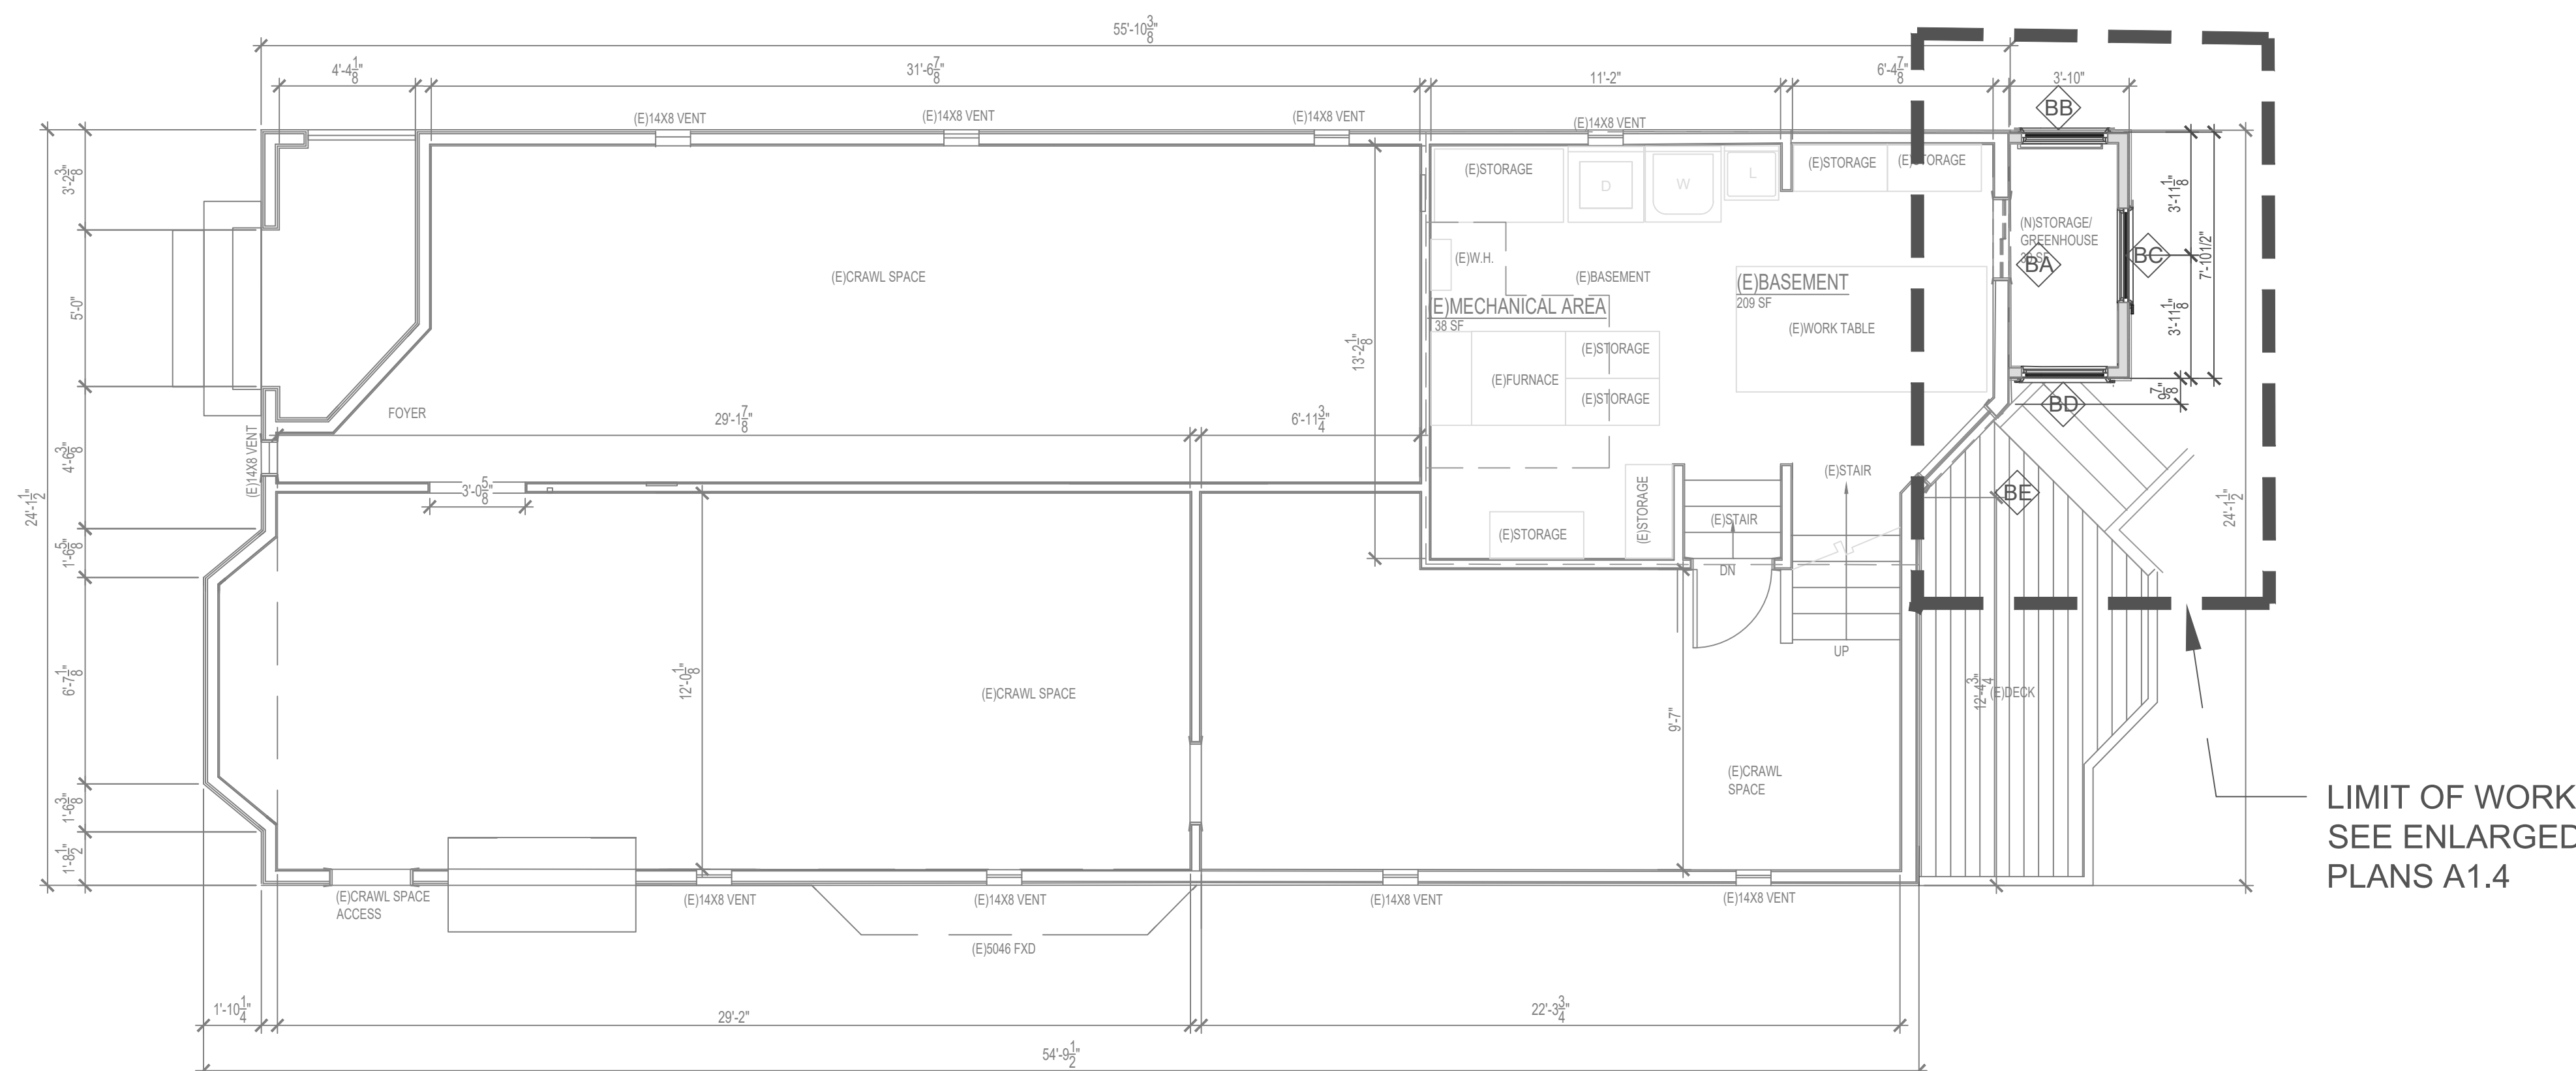 55'-10 3/8"
4'-4 1/8"
31'-6 7/8"
11'-2"
6'-4 7/8"
3'-10"
(E)14X8 VENT
(E)14X8 VENT
(E)14X8 VENT
(E)14X8 VENT
BB
3'-2 3/8"
(E)STORAGE
D
W
L
(E)STORAGE
(E)STORAGE
3'-11 1/8"
(N)STORAGE/
GREENHOUSE
BA
BC
7'-10 1/2"
(E)CRAWL SPACE
(E)W.H.
(E)BASEMENT
(E)BASEMENT
209 SF
(E)MECHANICAL AREA
38 SF
(E)WORK TABLE
5'-0"
3'-11 1/8"
13'-2 1/8"
(E)STORAGE
(E)FURNACE
(E)STORAGE
9 7/8"
BD
FOYER
29'-1 7/8"
6'-11 3/4"
(E)14X8 VENT
4'-6 3/8"
24'-1 1/2"
3'-0 5/8"
(E)STAIR
BE
24'-1 1/2"
(E)STORAGE
(E)STORAGE
(E)STAIR
1'-6 5/8"
DN
UP
6'-7 1/8"
12'-0 1/8"
(E)CRAWL SPACE
9'-7"
12'-4 3/4"
(E)DECK
(E)CRAWL
SPACE
LIMIT OF WORK
SEE ENLARGED
PLANS A1.4
1'-6 3/8"
1'-8 1/2"
(E)CRAWL SPACE
ACCESS
(E)14X8 VENT
(E)14X8 VENT
(E)14X8 VENT
(E)14X8 VENT
(E)5046 FXD
1'-10 1/4"
29'-2"
22'-3 3/4"
54'-9 1/2"